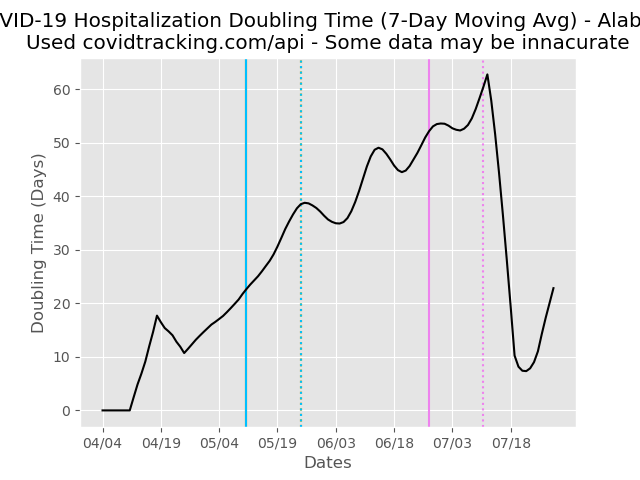 VID-19 Hospitalization Doubling Time (7-Day Moving Avg) - Alab
Used covidtracking.com/api - Some data may be innacurate
60
50
40
30
20
10
0
Doubling Time (Days)
04/04 04/19 05/04 05/19 06/03 06/18 07/03 07/18
Dates